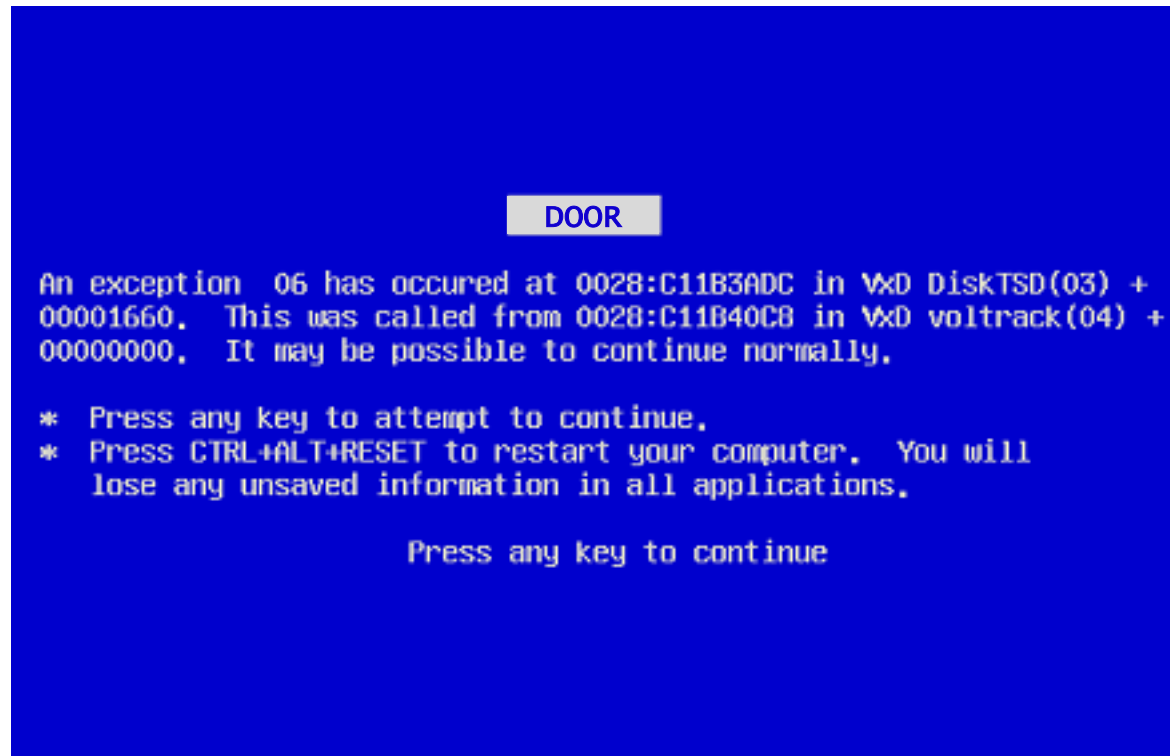 DOOR
An exception 06 has occured at 0028:C11B3ADC in VxD DiskTSD(03) +
00001660. This was called from 0028:C11B40C8 in VxD voltrack(04) +
00000000. It may be possible to continue normally.
* Press any key to attempt to continue.
* Press CTRL+ALT+RESET to restart your computer. You will
lose any unsaved information in all applications.
Press any key to continue